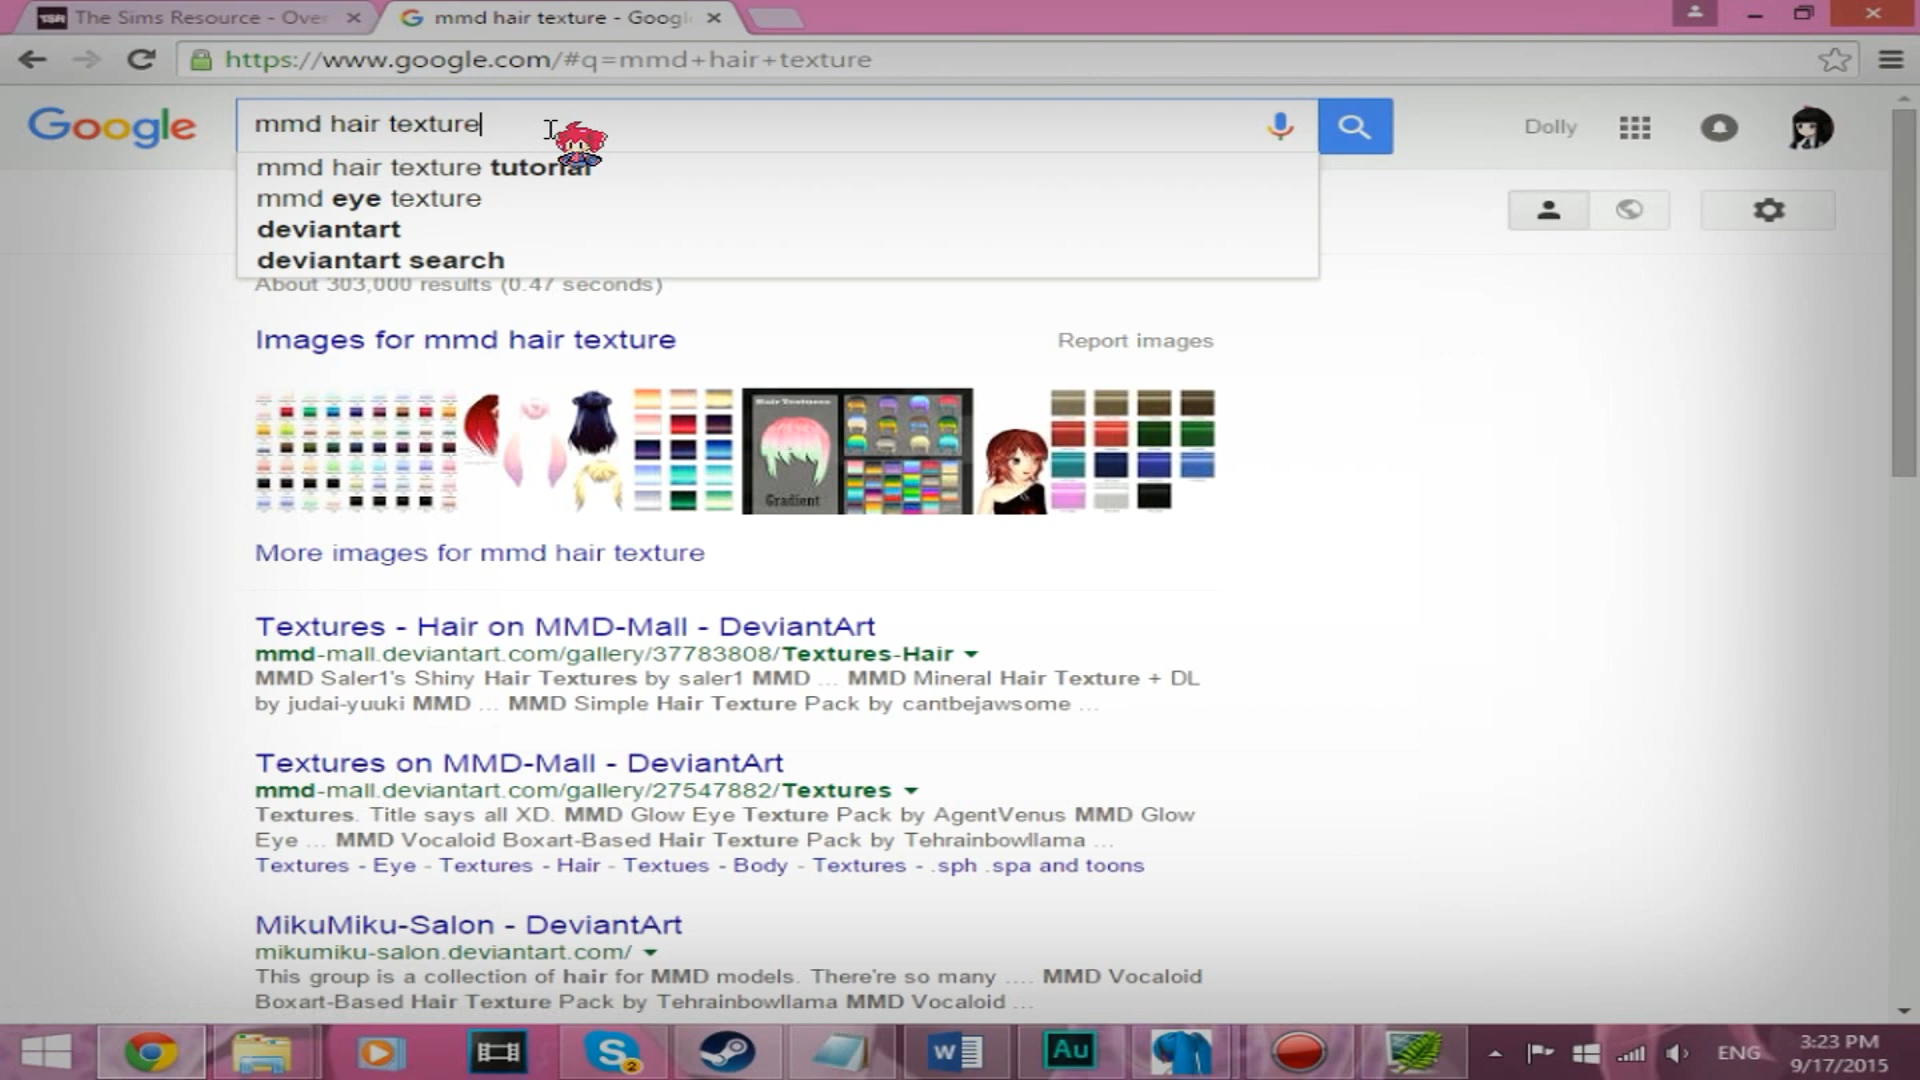 The Sims Resource - Over
mmd hair texture - Googl
https://www.google.com/#q=mmd+hair+texture
Google
mmd hair texture
Dolly
mmd hair texture tutorial
mmd eye texture
deviantart
deviantart search
About 303,000 results (0.47 seconds)
Images for mmd hair texture
Report images
Hair Textures
Gradient
More images for mmd hair texture
Textures - Hair on MMD-Mall - DeviantArt
mmd-mall.deviantart.com/gallery/37783808/Textures-Hair
MMD Saler1's Shiny Hair Textures by saler1 MMD ... MMD Mineral Hair Texture + DL
by judai-yuuki MMD ... MMD Simple Hair Texture Pack by cantbejawsome ...
Textures on MMD-Mall - DeviantArt
mmd-mall.deviantart.com/gallery/27547882/Textures
Textures. Title says all XD. MMD Glow Eye Texture Pack by AgentVenus MMD Glow
Eye ... MMD Vocaloid Boxart-Based Hair Texture Pack by Tehrainbowllama ...
Textures - Eye - Textures - Hair - Textues - Body - Textures - .sph .spa and toons
MikuMiku-Salon - DeviantArt
mikumiku-salon.deviantart.com/
This group is a collection of hair for MMD models. There're so many .... MMD Vocaloid
Boxart-Based Hair Texture Pack by Tehrainbowllama MMD Vocaloid ...
S
2
W
Au
ENG
3:23 PM
9/17/2015